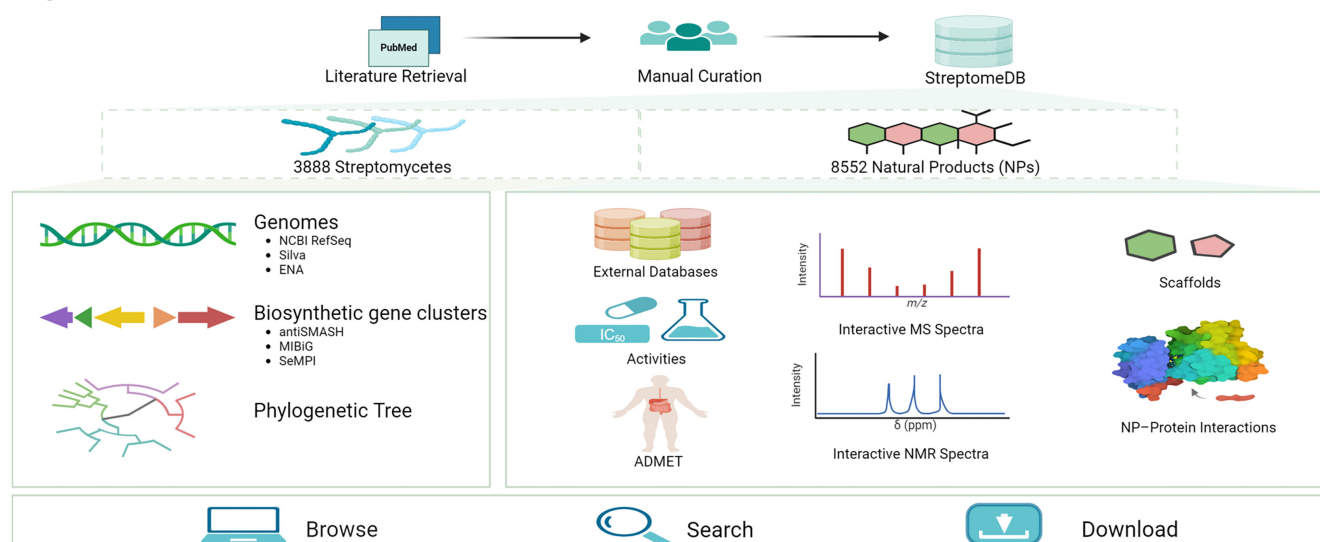 PubMed
Literature Retrieval
Manual Curation
StreptomeDB
3888 Streptomycetes
8552 Natural Products (NPs)
Genomes
• NCBI RefSeq
• Silva
• ENA
Biosynthetic gene clusters
• antiSMASH
• MIBiG
• SeMPI
Phylogenetic Tree
External Databases
IC50
Activities
ADMET
Intensity
m/z
Interactive MS Spectra
Intensity
δ (ppm)
Interactive NMR Spectra
Scaffolds
NP–Protein Interactions
Browse
Search
Download